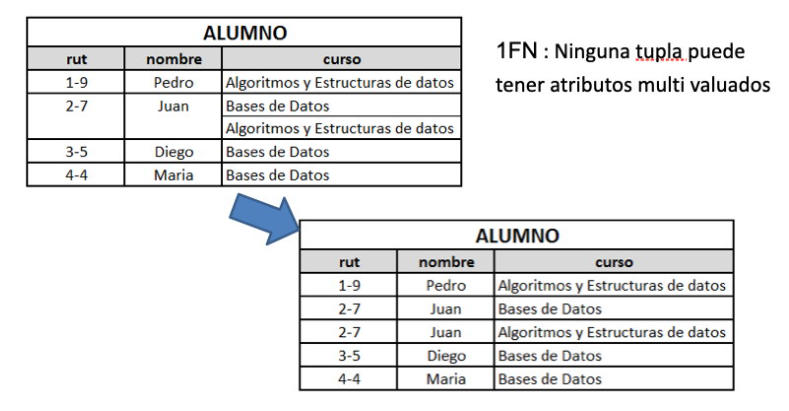 ALUMNO
rut nombre curso
1-9 Pedro Algoritmos y Estructuras de datos
2-7 Juan Bases de Datos
Algoritmos y Estructuras de datos
3-5 Diego Bases de Datos
4-4 Maria Bases de Datos
1FN : Ninguna tupla puede
tener atributos multi valuados
ALUMNO
rut nombre curso
1-9 Pedro Algoritmos y Estructuras de datos
2-7 Juan Bases de Datos
2-7 Juan Algoritmos y Estructuras de datos
3-5 Diego Bases de Datos
4-4 Maria Bases de Datos